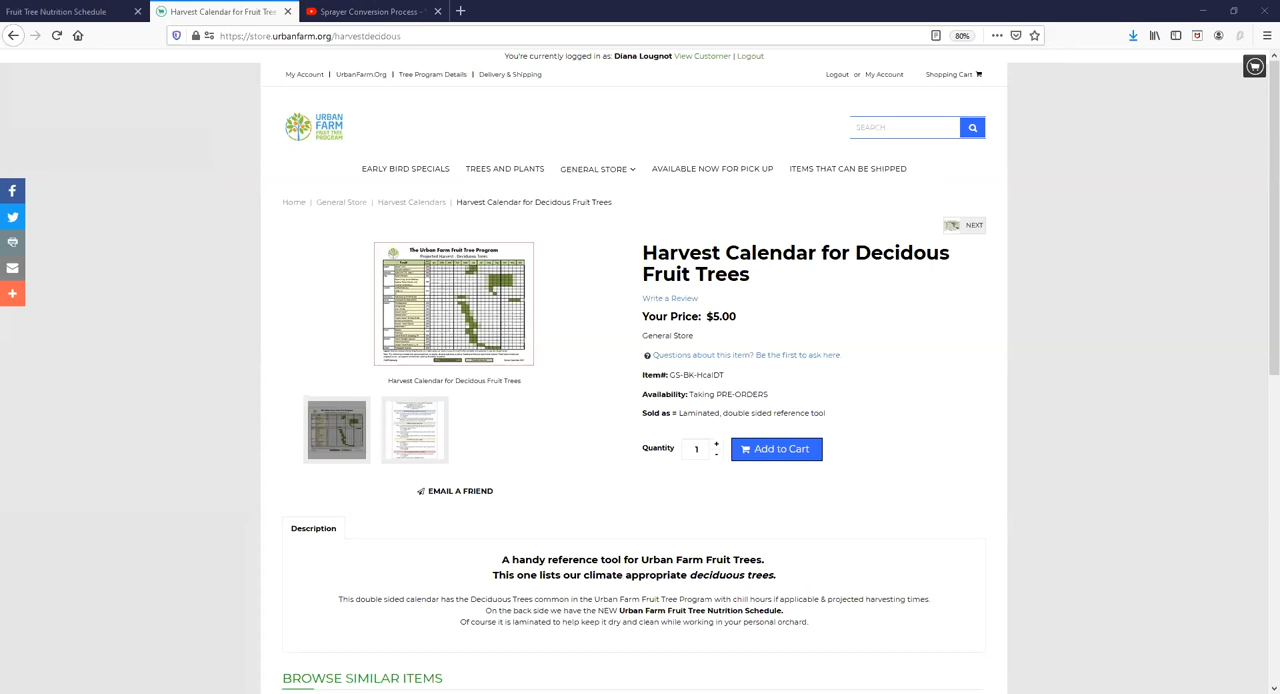 Fruit Tree Nutrition Schedule
Harvest Calendar for Fruit Tree
Sprayer Conversion Process -
https://store.urbanfarm.org/harvestdecidous
80%
You're currently logged in as: Diana Lougnot View Customer | Logout
My Account | UrbanFarm.Org | Tree Program Details | Delivery & Shipping
Logout or My Account Shopping Cart
URBAN
FARM
FRUIT TREE
PROGRAM
SEARCH
EARLY BIRD SPECIALS TREES AND PLANTS GENERAL STORE AVAILABLE NOW FOR PICK UP ITEMS THAT CAN BE SHIPPED
Home | General Store | Harvest Calendars | Harvest Calendar for Decidous Fruit Trees
NEXT
The Urban Farm Fruit Tree Program
Projected Harvest - Deciduous Trees
Harvest Calendar for Decidous Fruit Trees
EMAIL A FRIEND
Harvest Calendar for Decidous
Fruit Trees
Write a Review
Your Price: $5.00
General Store
Questions about this item? Be the first to ask here.
Item#: GS-BK-HcalDT
Availability: Taking PRE-ORDERS
Sold as = Laminated, double sided reference tool
Quantity 1 + - Add to Cart
Description
A handy reference tool for Urban Farm Fruit Trees.
This one lists our climate appropriate deciduous trees.
This double sided calendar has the Deciduous Trees common in the Urban Farm Fruit Tree Program with chill hours if applicable & projected harvesting times.
On the back side we have the NEW Urban Farm Fruit Tree Nutrition Schedule.
Of course it is laminated to help keep it dry and clean while working in your personal orchard.
BROWSE SIMILAR ITEMS